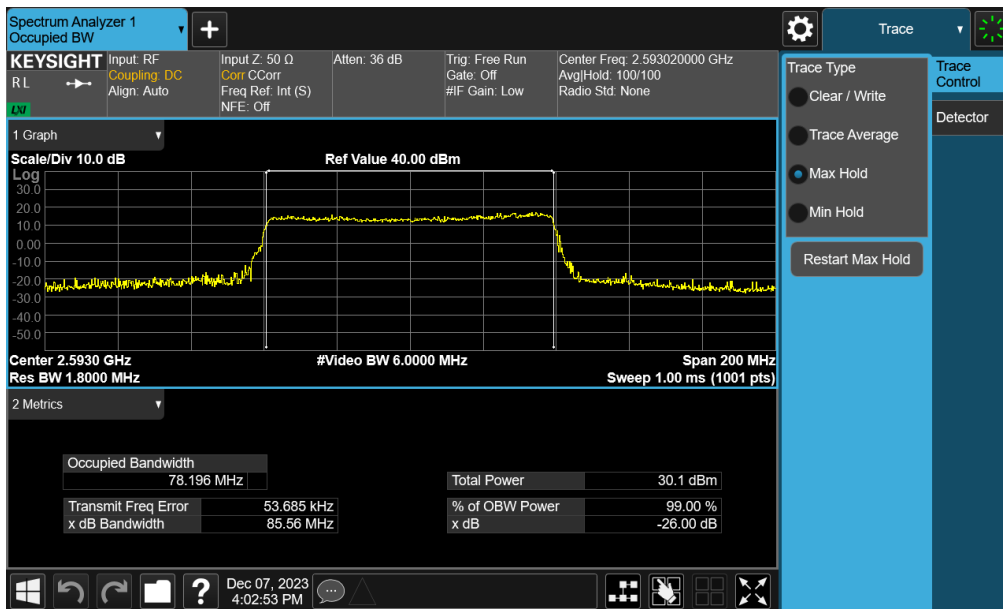 Spectrum Analyzer 1
Occupied BW
Trace
KEYSIGHT
R L
LXI
Input: RF
Coupling: DC
Align: Auto
Input Z: 50 Ω
Corr CCorr
Freq Ref: Int (S)
NFE: Off
Atten: 36 dB
Trig: Free Run
Gate: Off
#IF Gain: Low
Center Freq: 2.593020000 GHz
Avg|Hold: 100/100
Radio Std: None
Trace Type
Clear / Write
Trace Average
Max Hold
Min Hold
Restart Max Hold
Trace
Control
Detector
1 Graph
Scale/Div 10.0 dB
Ref Value 40.00 dBm
Log
30.0
20.0
10.0
0.00
-10.0
-20.0
-30.0
-40.0
-50.0
Center 2.5930 GHz
#Video BW 6.0000 MHz
Span 200 MHz
Res BW 1.8000 MHz
Sweep 1.00 ms (1001 pts)
2 Metrics
Occupied Bandwidth
78.196 MHz
Total Power 30.1 dBm
Transmit Freq Error 53.685 kHz
% of OBW Power 99.00 %
x dB Bandwidth 85.56 MHz
x dB -26.00 dB
?
Dec 07, 2023
4:02:53 PM